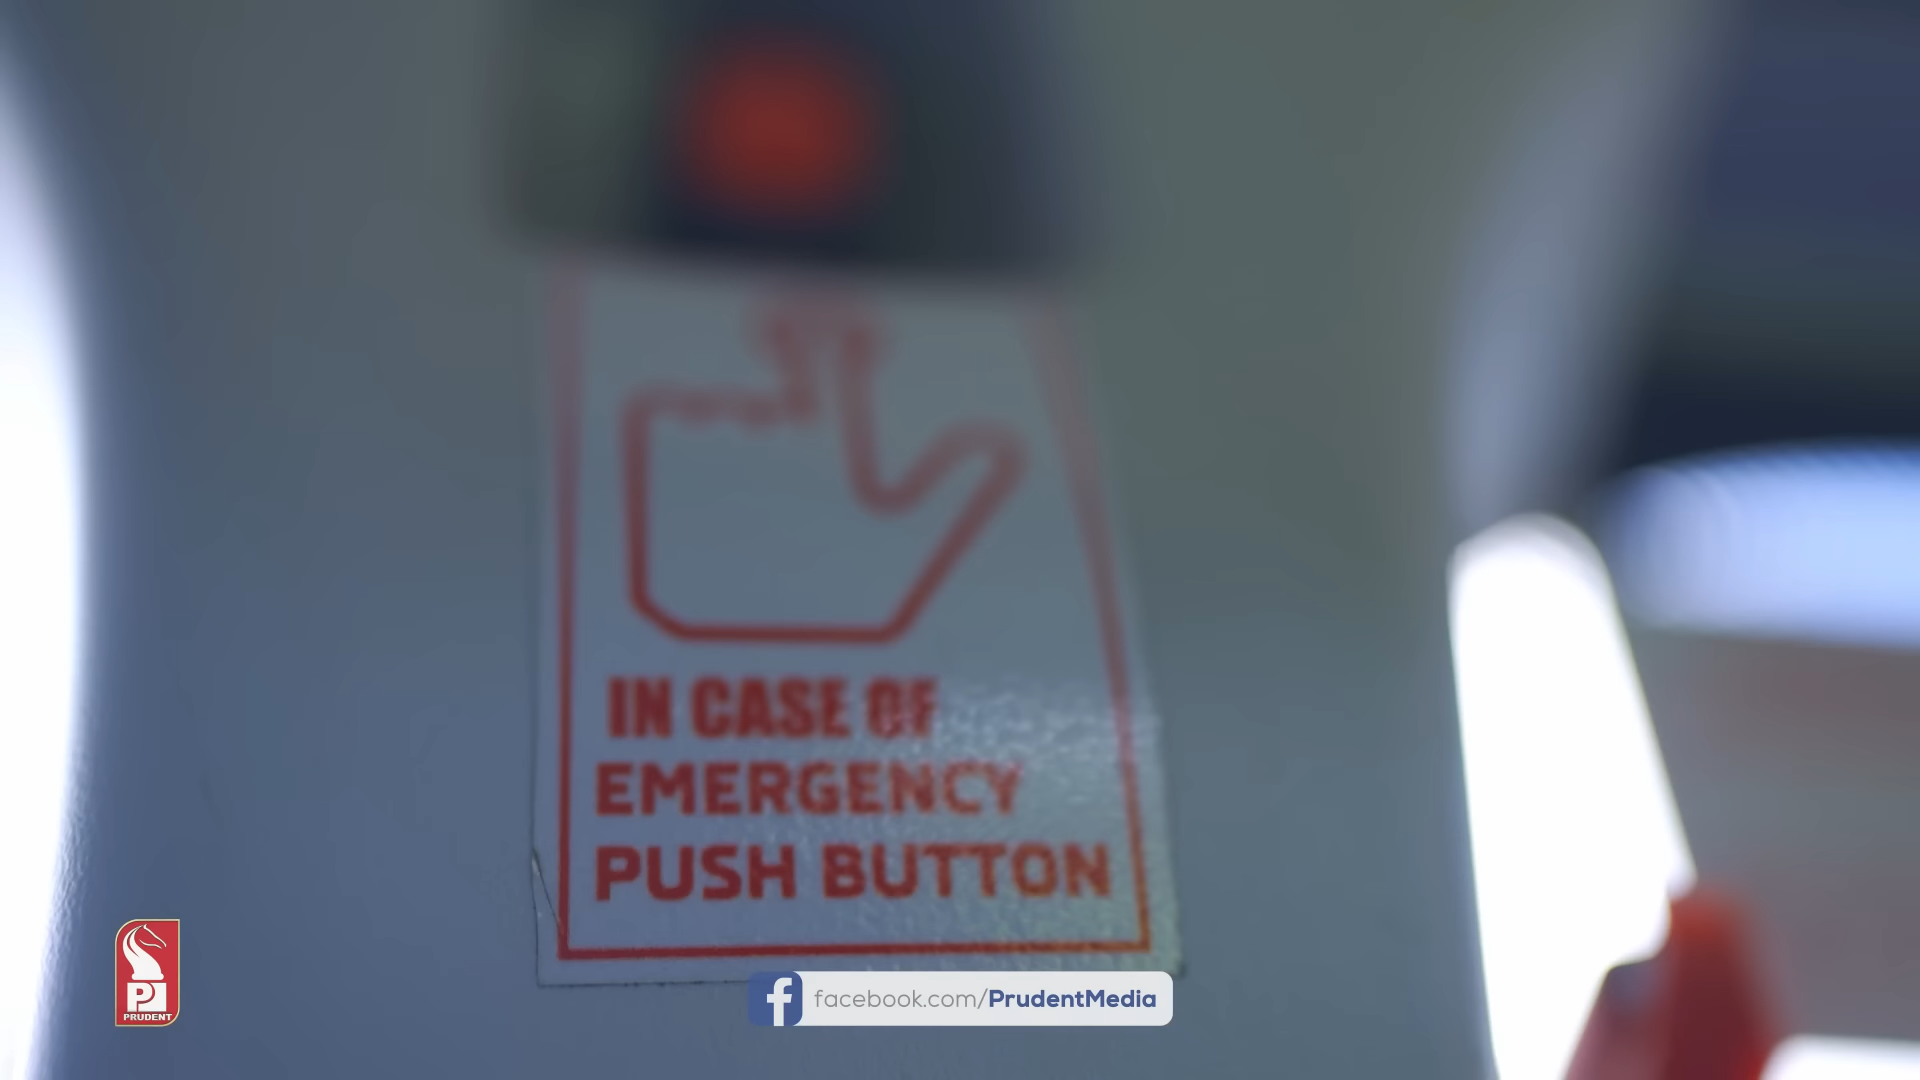 IN CASE OF
EMERGENCY
PUSH BUTTON
PRUDENT
facebook.com/PrudentMedia